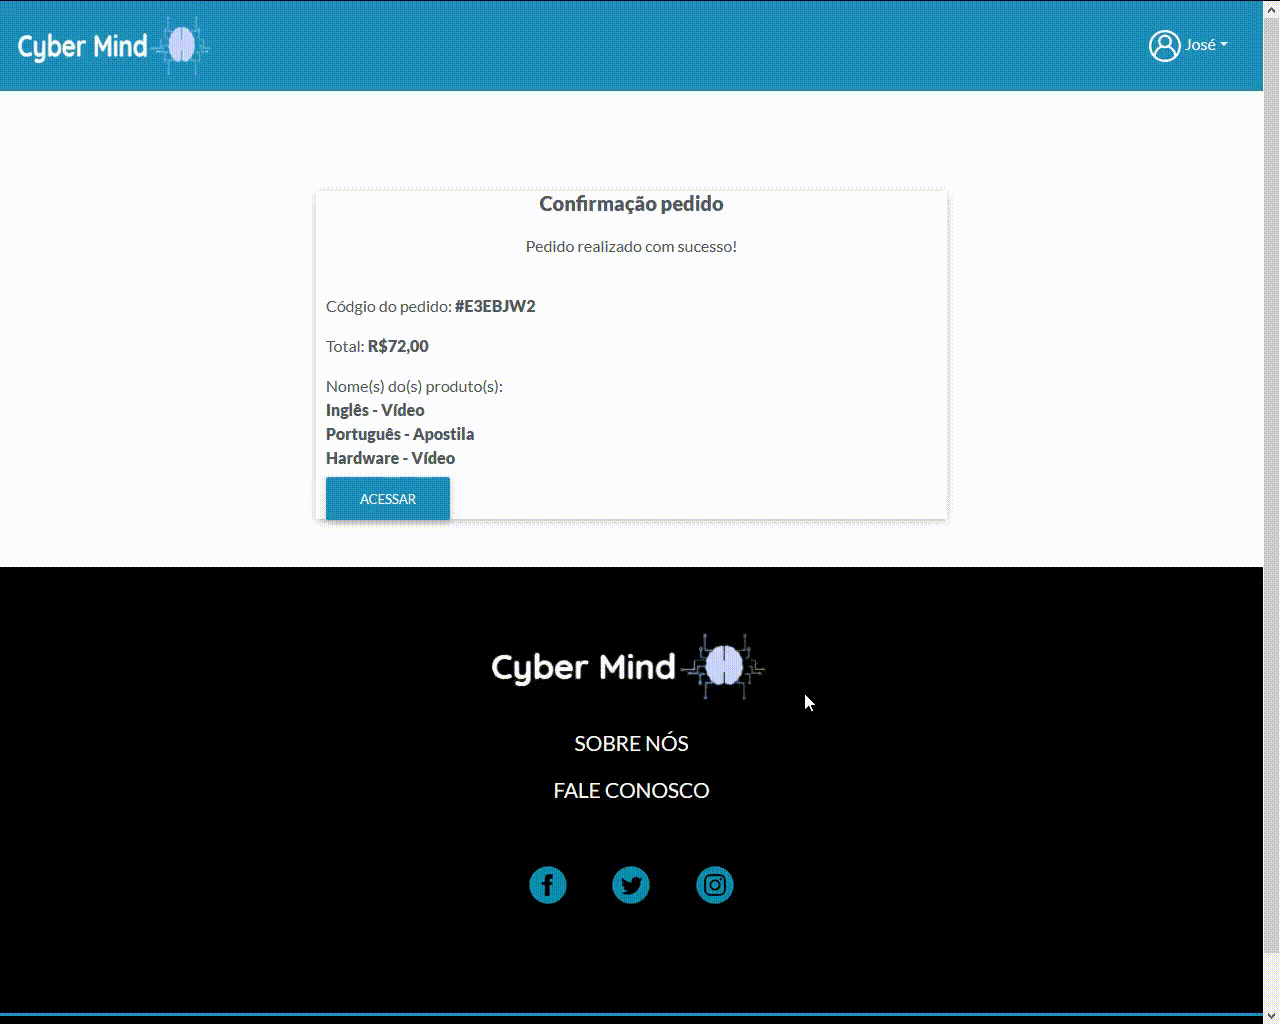 Cyber Mind
José
Confirmação pedido
Pedido realizado com sucesso!
Códgio do pedido: #E3EBJW2
Total: R$72,00
Nome(s) do(s) produto(s):
Inglês - Vídeo
Português - Apostila
Hardware - Vídeo
ACESSAR
Cyber Mind
SOBRE NÓS
FALE CONOSCO